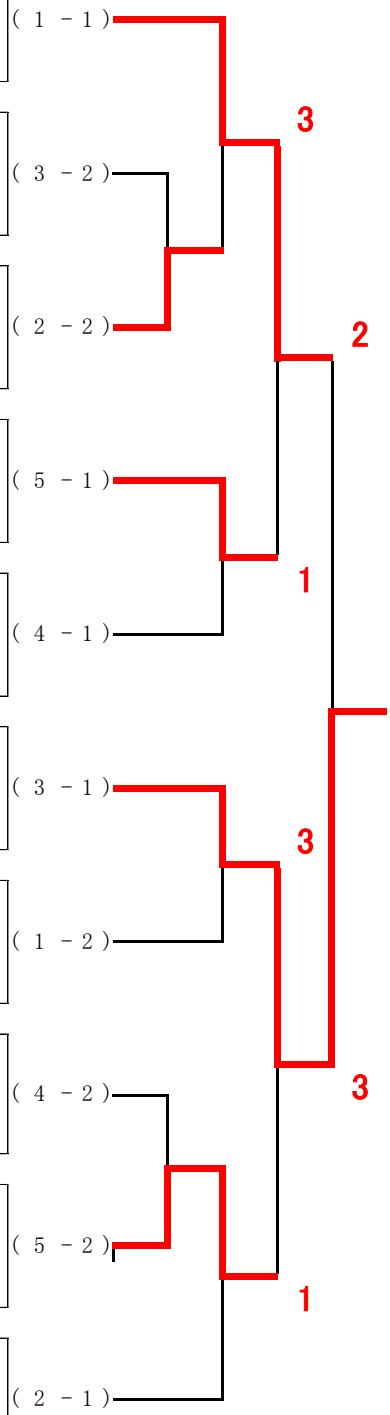 ( 1 - 1 )
3
( 3 - 2 )
( 2 - 2 )
2
( 5 - 1 )
1
( 4 - 1 )
( 3 - 1 )
3
( 1 - 2 )
( 4 - 2 )
3
( 5 - 2 )
1
( 2 - 1 )